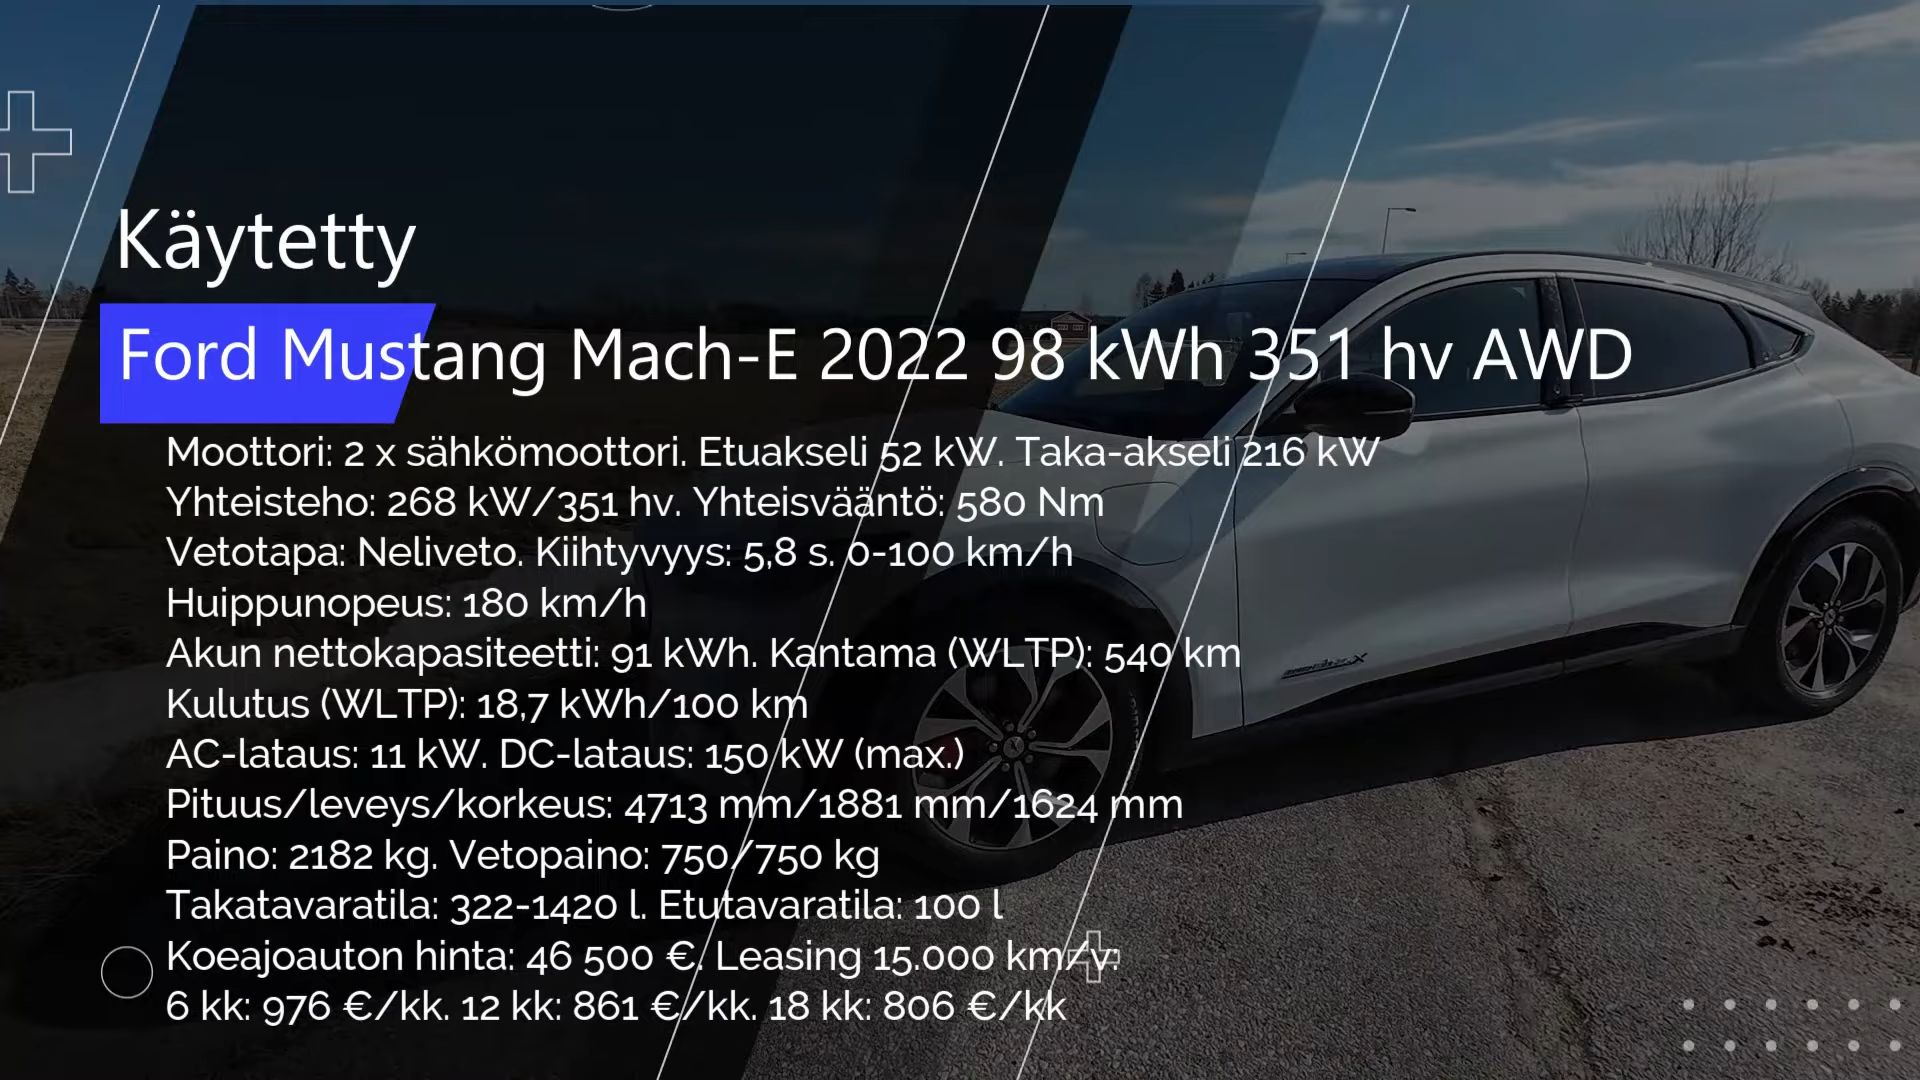 Käytetty
Ford Mustang Mach-E 2022 98 kWh 351 hv AWD
Moottori: 2 x sähkömoottori. Etuakseli 52 kW. Taka-akseli 216 kW
Yhteisteho: 268 kW/351 hv. Yhteisvääntö: 580 Nm
Vetotapa: Neliveto. Kiihtyvyys: 5,8 s. 0-100 km/h
Huippunopeus: 180 km/h
Akun nettokapasiteetti: 91 kWh. Kantama (WLTP): 540 km
Kulutus (WLTP): 18,7 kWh/100 km
AC-lataus: 11 kW. DC-lataus: 150 kW (max.)
Pituus/leveys/korkeus: 4713 mm/1881 mm/1624 mm
Paino: 2182 kg. Vetopaino: 750/750 kg
Takatavaratila: 322-1420 l. Etutavaratila: 100 l
Koeajoauton hinta: 46 500 €. Leasing 15.000 km/v:
6 kk: 976 €/kk. 12 kk: 861 €/kk. 18 kk: 806 €/kk